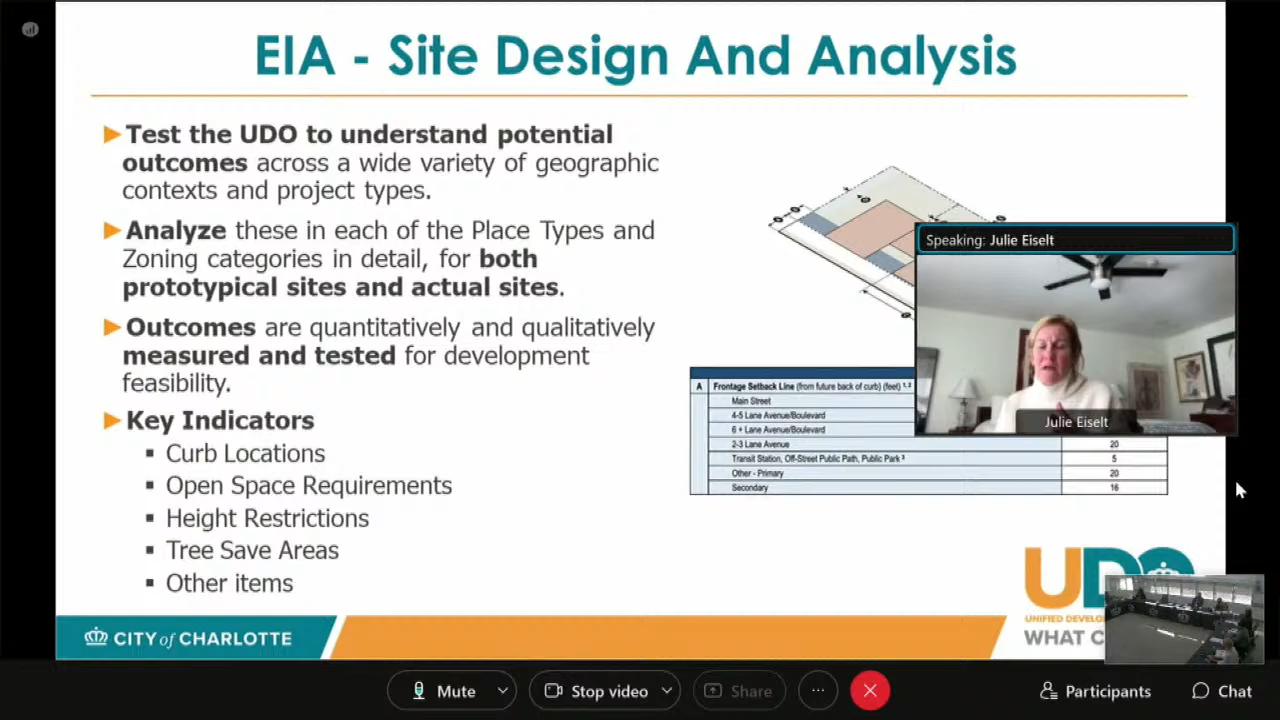 EIA - Site Design And Analysis
►Test the UDO to understand potential
outcomes across a wide variety of geographic
contexts and project types.
►Analyze these in each of the Place Types and
Zoning categories in detail, for both
prototypical sites and actual sites.
►Outcomes are quantitatively and qualitatively
measured and tested for development
feasibility.
►Key Indicators
▪ Curb Locations
▪ Open Space Requirements
▪ Height Restrictions
▪ Tree Save Areas
▪ Other items
Speaking: Julie Eiselt
Julie Eiselt
A Frontage Setback Line (from future back of curb) (feet) 1, 2
Main Street
4-5 Lane Avenue/Boulevard
6 + Lane Avenue/Boulevard
2-3 Lane Avenue 20
Transit Station, Off-Street Public Path, Public Park 3 5
Other - Primary 20
Secondary 16
UDO
UNIFIED DEVELO
WHAT C
CITY of CHARLOTTE
Mute
Stop video
Share
Participants
Chat